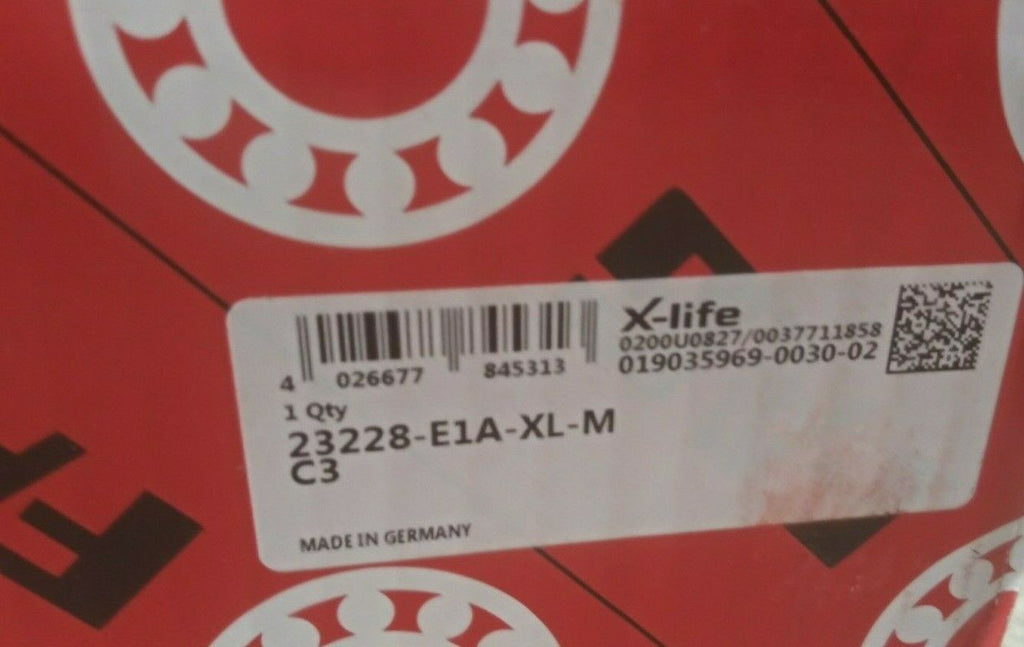 X-life
0200U0827/0037711858
019035969-0030-02
4 026677 845313
1 Qty
23228-E1A-XL-M
C3
MADE IN GERMANY